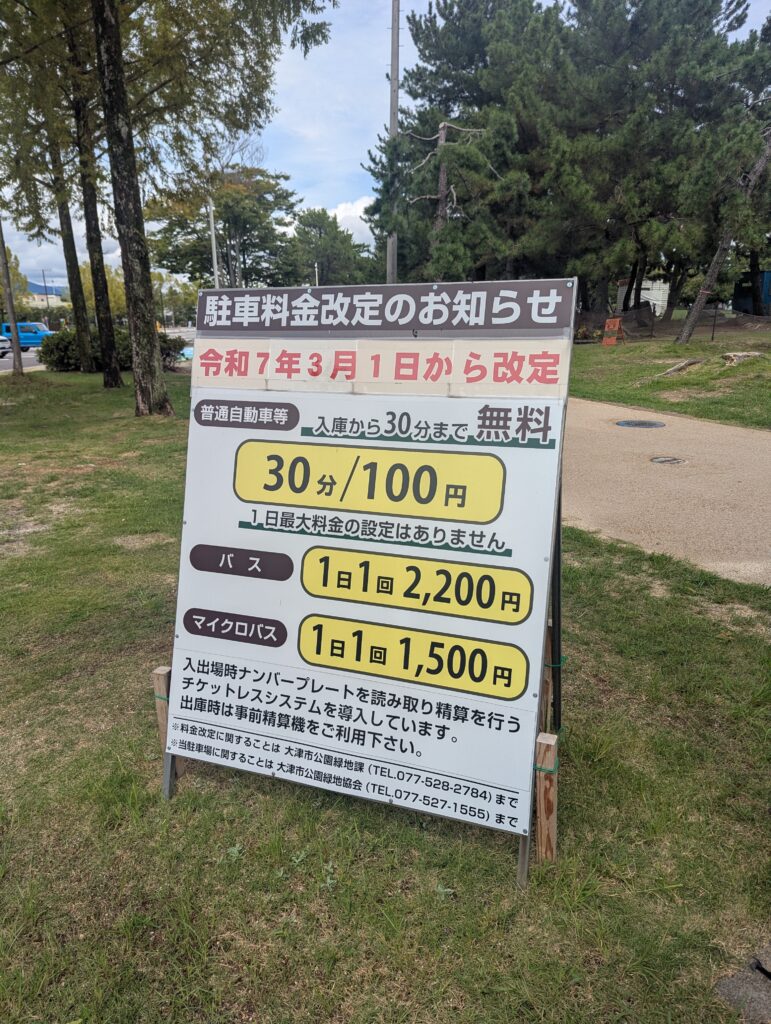 駐車料金改定のお知らせ
令和7年3月1日から改定
普通自動車等 入庫から30分まで 無料
30分/100円
1日最大料金の設定はありません
バス 1日1回 2,200円
マイクロバス 1日1回 1,500円
入出場時ナンバープレートを読み取り精算を行う
チケットレスシステムを導入しています。
出庫時は事前精算機をご利用下さい。
※料金改定に関することは 大津市公園緑地課(TEL.077-528-2784)まで
※当駐車場に関することは 大津市公園緑地協会(TEL.077-527-1555)まで